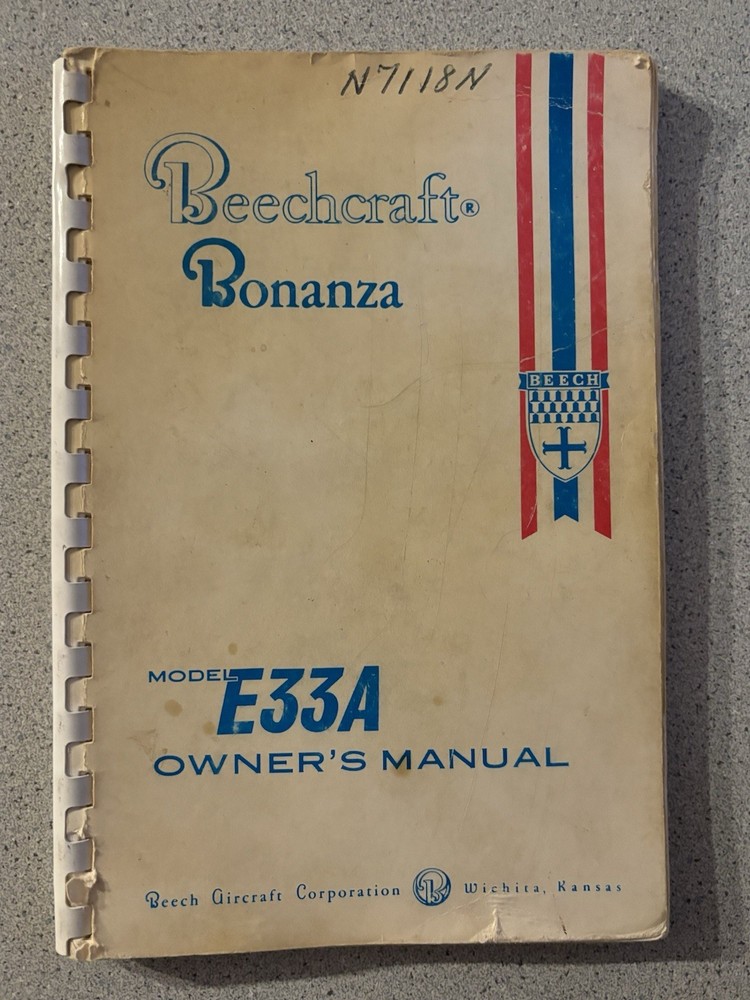 N7118N
Beechcraft®
Bonanza
BEECH
MODEL E33A
OWNER'S MANUAL
Beech Aircraft Corporation B Wichita, Kansas